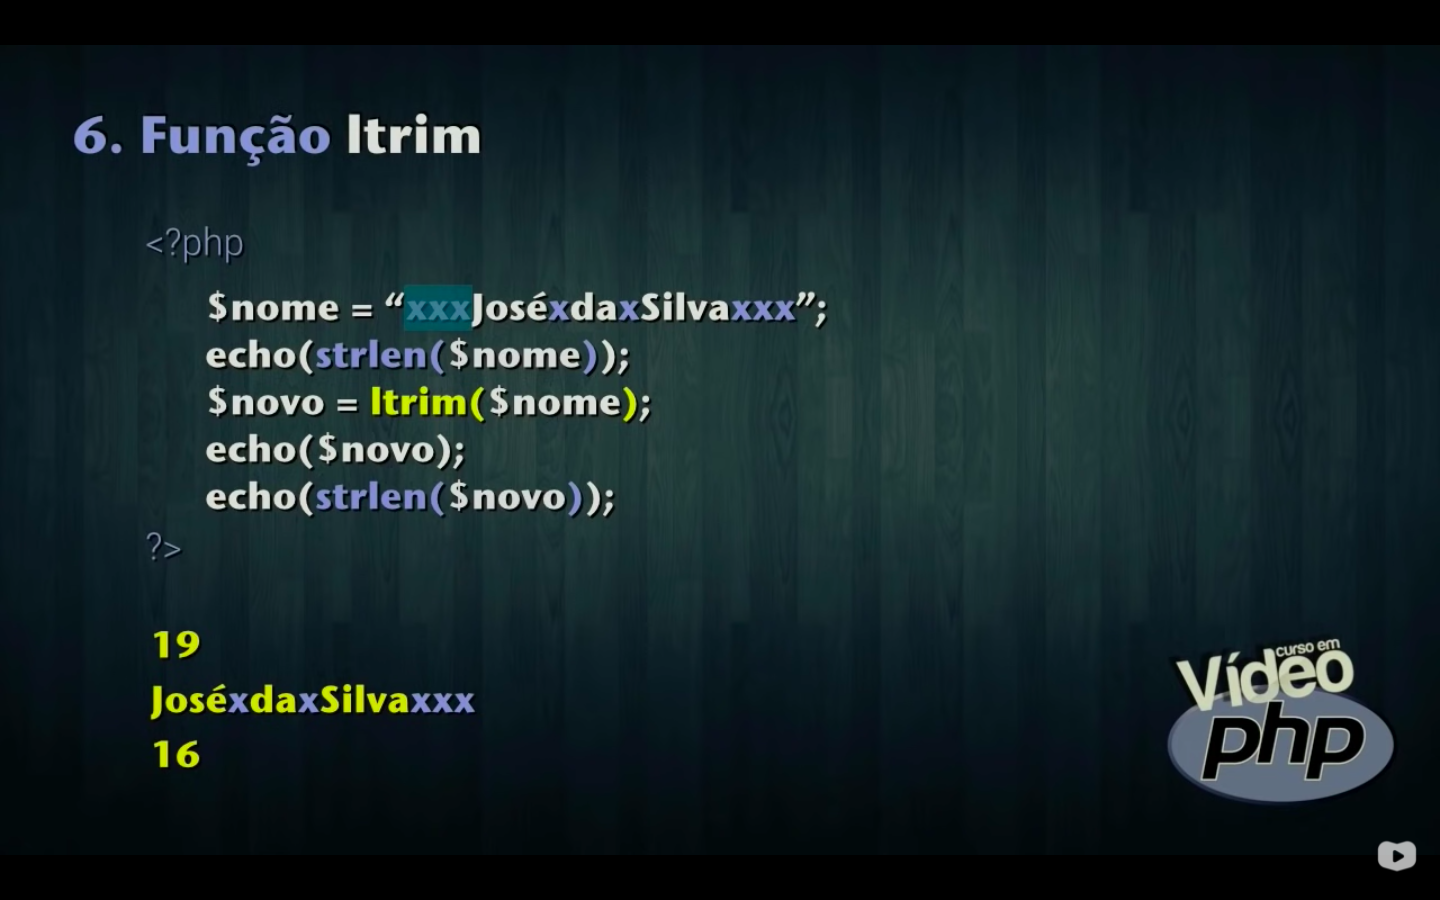 6. Função ltrim
<?php
$nome = “xxxJoséxdaxSilvaxxx”;
echo(strlen($nome));
$novo = ltrim($nome);
echo($novo);
echo(strlen($novo));
?>
19
JoséxdaxSilvaxxx
16
curso em
Vídeo
php